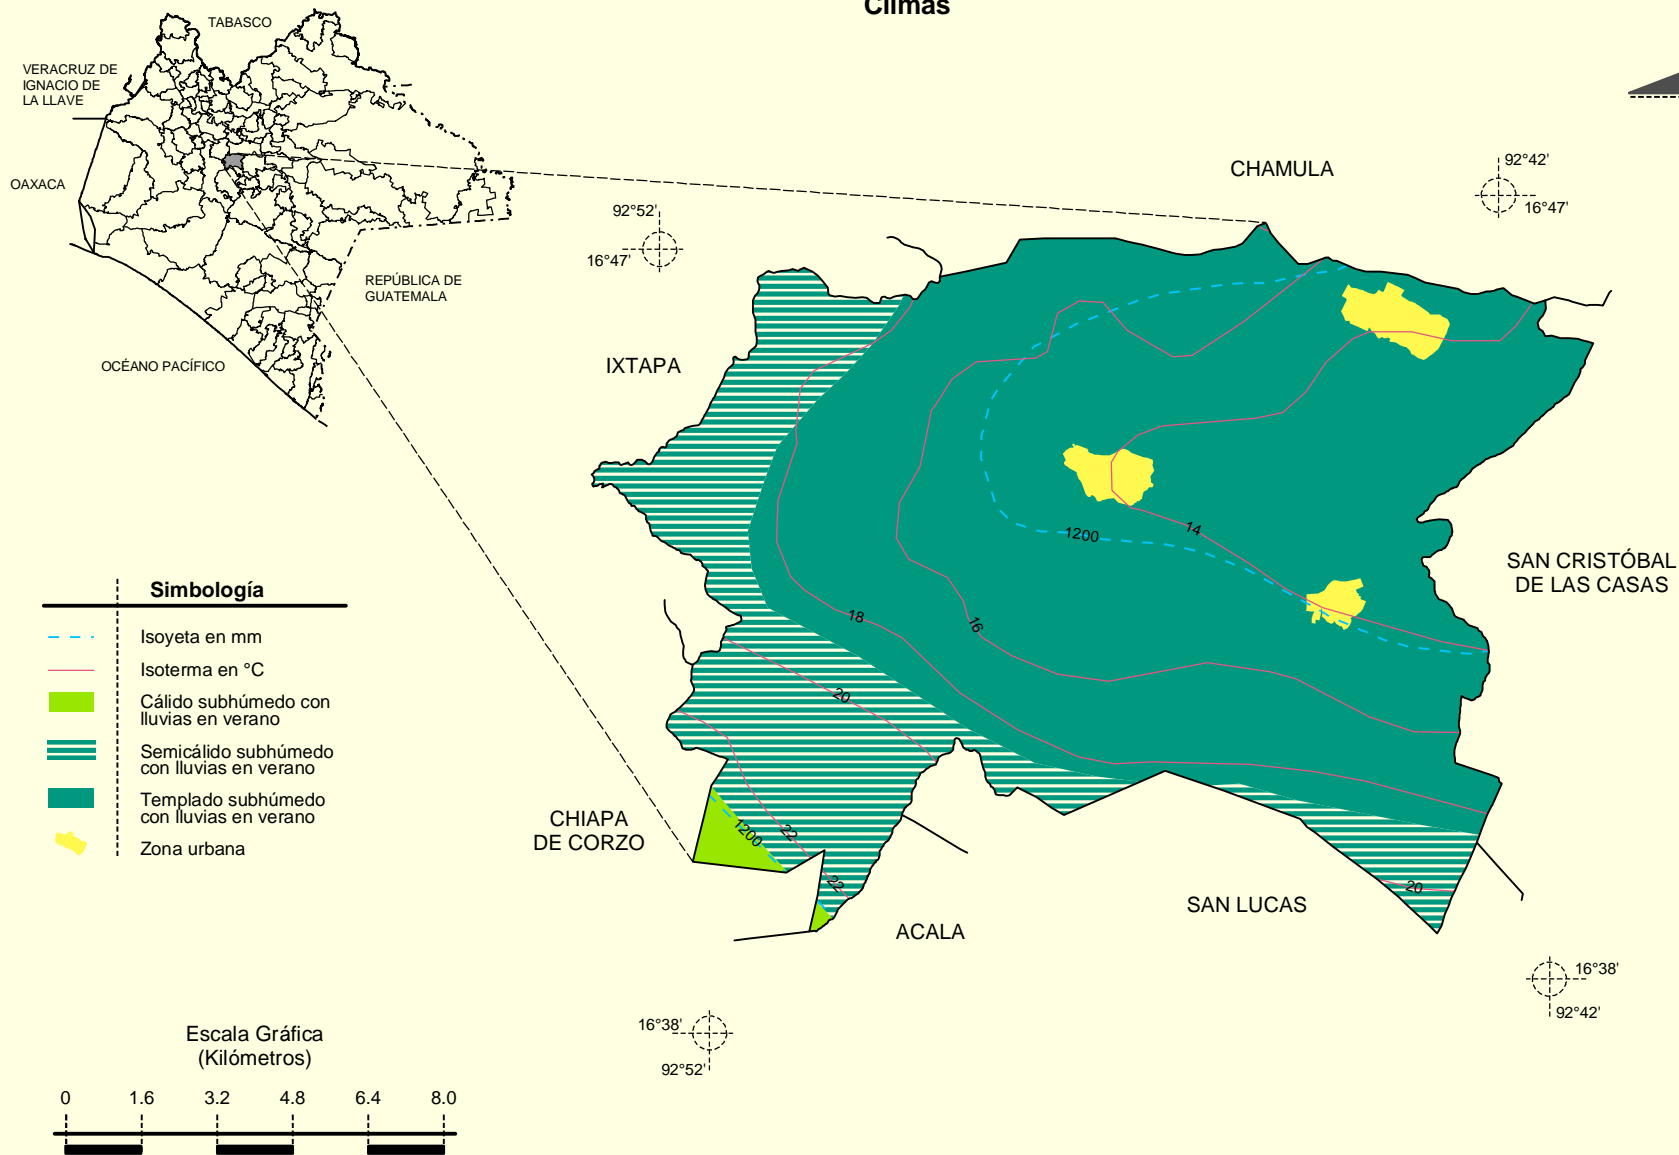 Climas
TABASCO
VERACRUZ DE
IGNACIO DE
LA LLAVE
OAXACA
REPÚBLICA DE
GUATEMALA
OCÉANO PACÍFICO
CHAMULA
92°42'
16°47'
92°52'
16°47'
IXTAPA
1200
14
SAN CRISTÓBAL
DE LAS CASAS
18
16
20
CHIAPA
DE CORZO
1200
22
22
20
SAN LUCAS
ACALA
16°38'
92°42'
16°38'
92°52'
Simbología
Isoyeta en mm
Isoterma en °C
Cálido subhúmedo con
lluvias en verano
Semicálido subhúmedo
con lluvias en verano
Templado subhúmedo
con lluvias en verano
Zona urbana
Escala Gráfica
(Kilómetros)
0 1.6 3.2 4.8 6.4 8.0